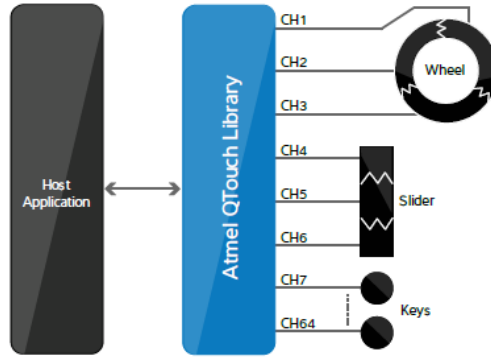 Host
Application
Atmel QTouch Library
CH1
CH2
CH3
CH4
CH5
CH6
CH7
CH64
Wheel
Slider
Keys